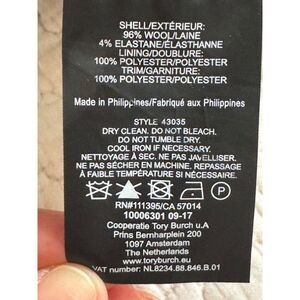 SHELL/EXTÉRIEUR:
96% WOOL/LAINE
4% ELASTANE/ÉLASTHANNE
LINING/DOUBLURE:
100% POLYESTER/POLYESTER
TRIM/GARNITURE:
100% POLYESTER/POLYESTER
Made in Philippines/Fabriqué aux Philippines
STYLE 43035
DRY CLEAN. DO NOT BLEACH.
DO NOT TUMBLE DRY.
COOL IRON IF NECESSARY.
NETTOYAGE À SEC. NE PAS JAVELLISER.
NE PAS SÉCHER EN MACHINE. REPASSAGE
À FAIBLE TEMPÉRATURE SI NÉCESSAIRE.
P
RN#111395/CA 57014
10006301 09-17
Cooperatie Tory Burch u.A
Prins Bernharplein 200
1097 Amsterdam
The Netherlands
www.toryburch.eu
VAT number: NL8234.88.846.B.01